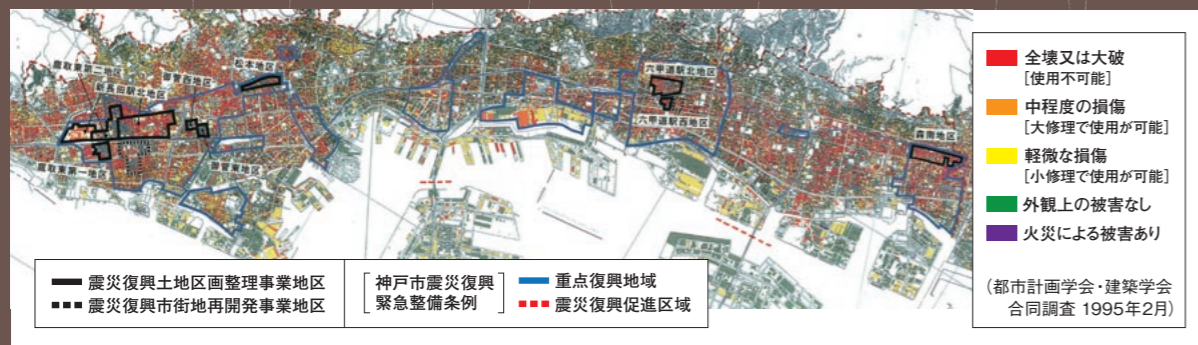 松本地区
鷹取東第二地区
御菅西地区
新長田駅北地区
鷹取東第一地区
御菅東地区
六甲道駅北地区
六甲道駅西地区
森南地区
全壊又は大破
[使用不可能]
中程度の損傷
[大修理で使用が可能]
軽微な損傷
[小修理で使用が可能]
外観上の被害なし
火災による被害あり
(都市計画学会・建築学会
合同調査 1995年2月)
震災復興土地区画整理事業地区
震災復興市街地再開発事業地区
[神戸市震災復興
緊急整備条例]
重点復興地域
震災復興促進区域